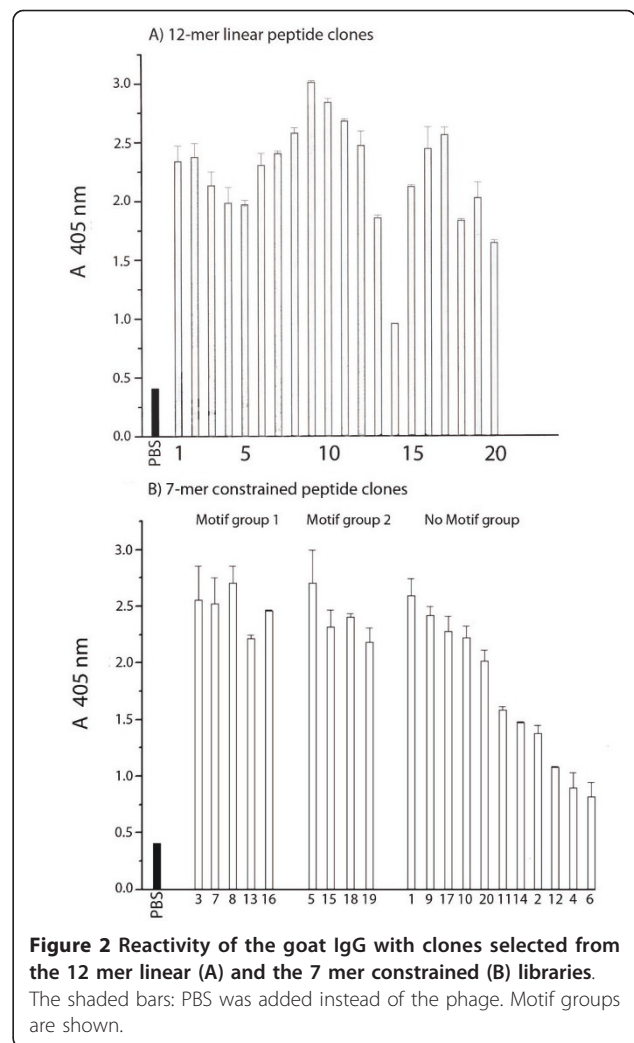 A) 12-mer linear peptide clones
3.0
2.5
2.0
1.5
1.0
0.5
0.0
A 405 nm
PBS 1 5 10 15 20
B) 7-mer constrained peptide clones
Motif group 1 Motif group 2 No Motif group
3.0
2.5
2.0
1.5
1.0
0.5
0.0
A 405 nm
PBS 3 7 8 13 16 5 15 18 19 1 9 17 10 20 11 14 2 12 4 6
Figure 2 Reactivity of the goat IgG with clones selected from
the 12 mer linear (A) and the 7 mer constrained (B) libraries.
The shaded bars: PBS was added instead of the phage. Motif groups
are shown.